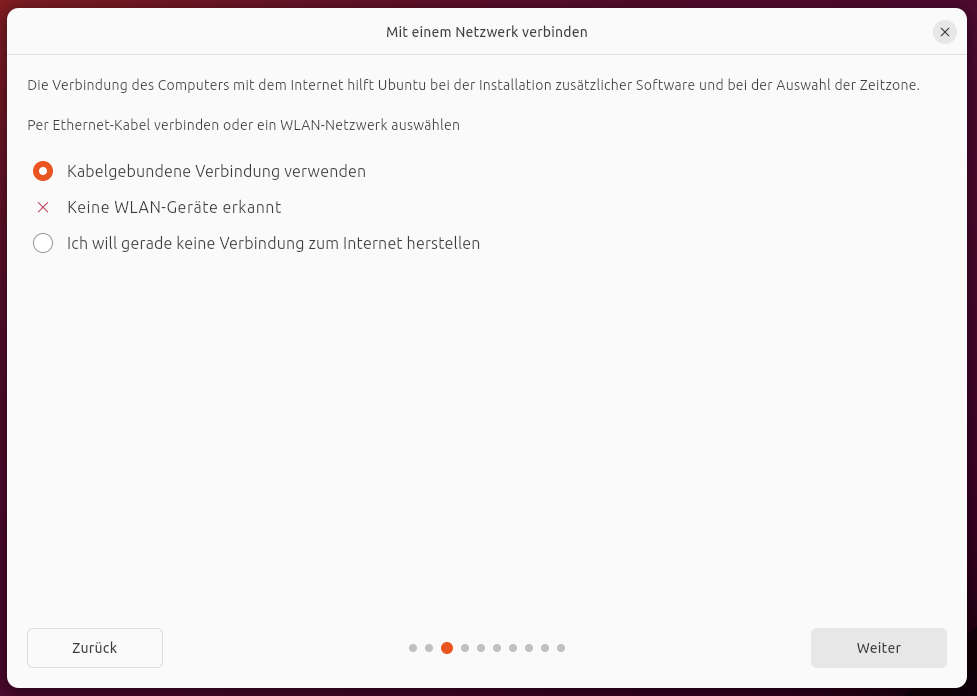 Mit einem Netzwerk verbinden
Die Verbindung des Computers mit dem Internet hilft Ubuntu bei der Installation zusätzlicher Software und bei der Auswahl der Zeitzone.
Per Ethernet-Kabel verbinden oder ein WLAN-Netzwerk auswählen
Kabelgebundene Verbindung verwenden
Keine WLAN-Geräte erkannt
Ich will gerade keine Verbindung zum Internet herstellen
Zurück
Weiter